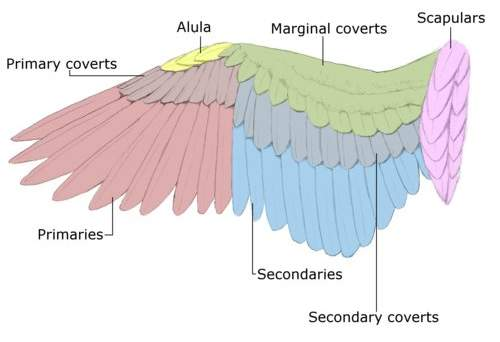 Scapulars
Alula
Marginal coverts
Primary coverts
Primaries
Secondaries
Secondary coverts